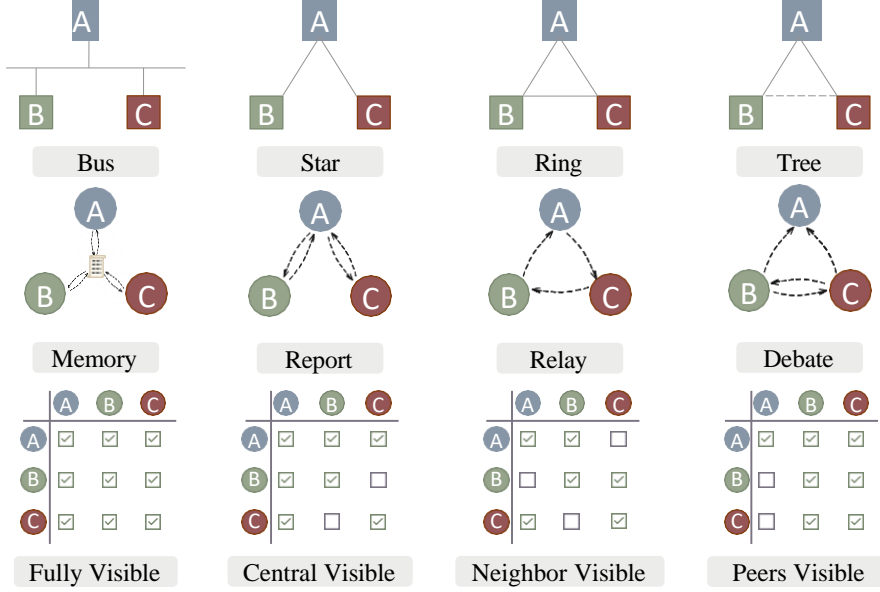 A A A A
B C B C B C B C
Bus Star Ring Tree
A A A A
B C B C B C B C
Memory Report Relay Debate
A B C A B C A B C A B C
A A A A
B B B B
C C C C
Fully Visible Central Visible Neighbor Visible Peers Visible